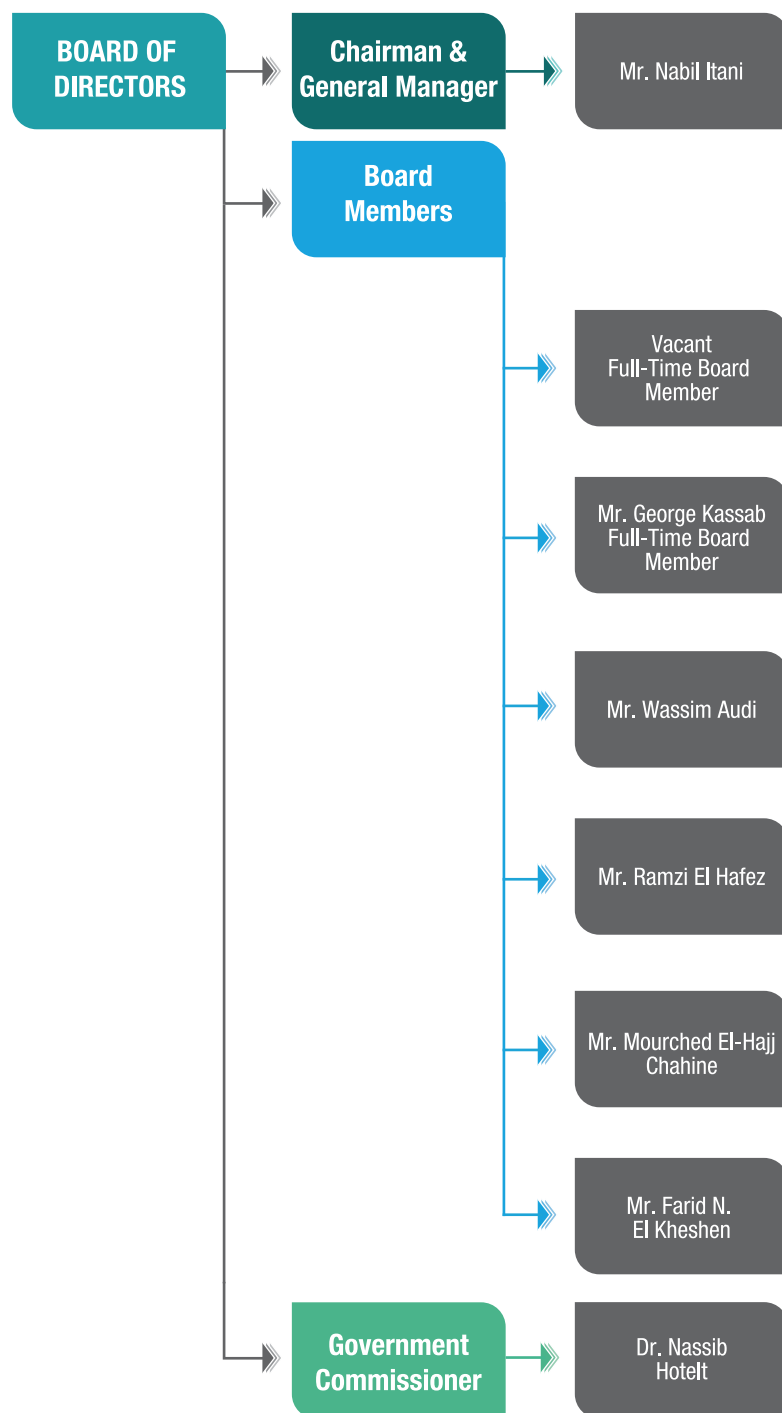 BOARD OF
DIRECTORS
Chairman &
General Manager
Mr. Nabil Itani
Board
Members
Vacant
Full-Time Board
Member
Mr. George Kassab
Full-Time Board
Member
Mr. Wassim Audi
Mr. Ramzi El Hafez
Mr. Mourched El-Hajj
Chahine
Mr. Farid N.
El Kheshen
Government
Commissioner
Dr. Nassib
Hotelt